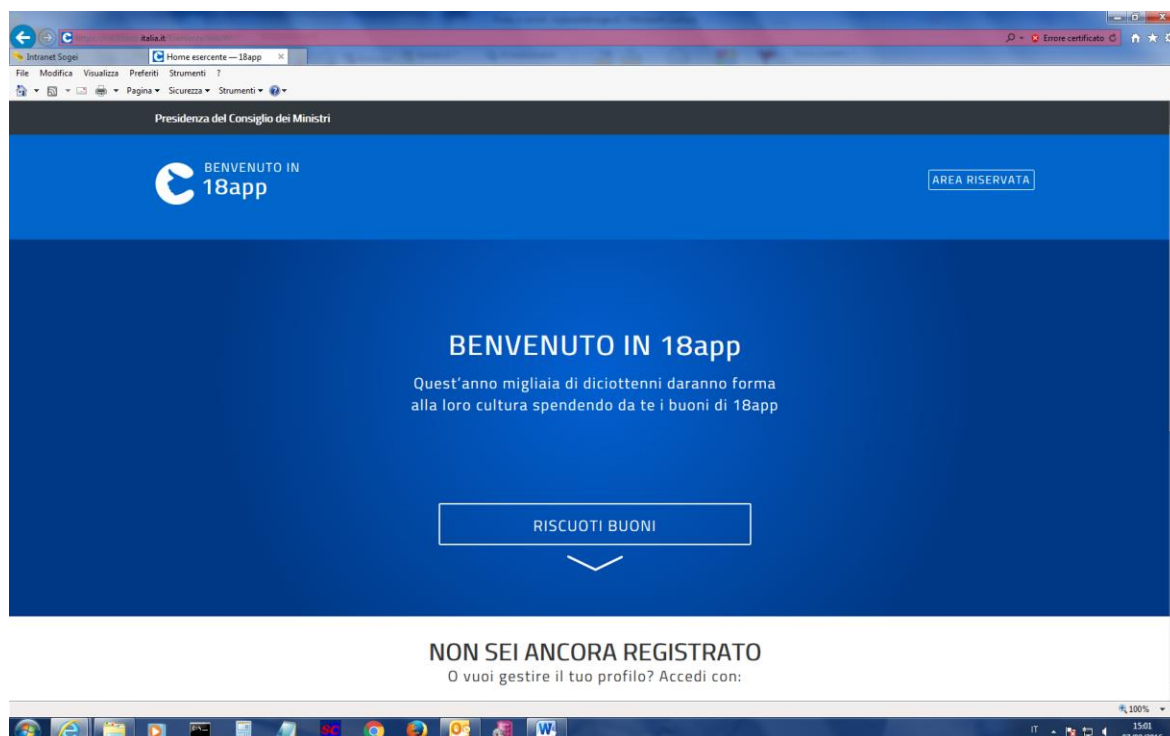 italia.it
Errore certificato
Intranet Sogei
Home esercente — 18app
File Modifica Visualizza Preferiti Strumenti ?
Pagina Sicurezza Strumenti
Presidenza del Consiglio dei Ministri
BENVENUTO IN
18app
AREA RISERVATA
BENVENUTO IN 18app
Quest'anno migliaia di diciottenni daranno forma
alla loro cultura spendendo da te i buoni di 18app
RISCUOTI BUONI
NON SEI ANCORA REGISTRATO
O vuoi gestire il tuo profilo? Accedi con:
100%
IT
15:01